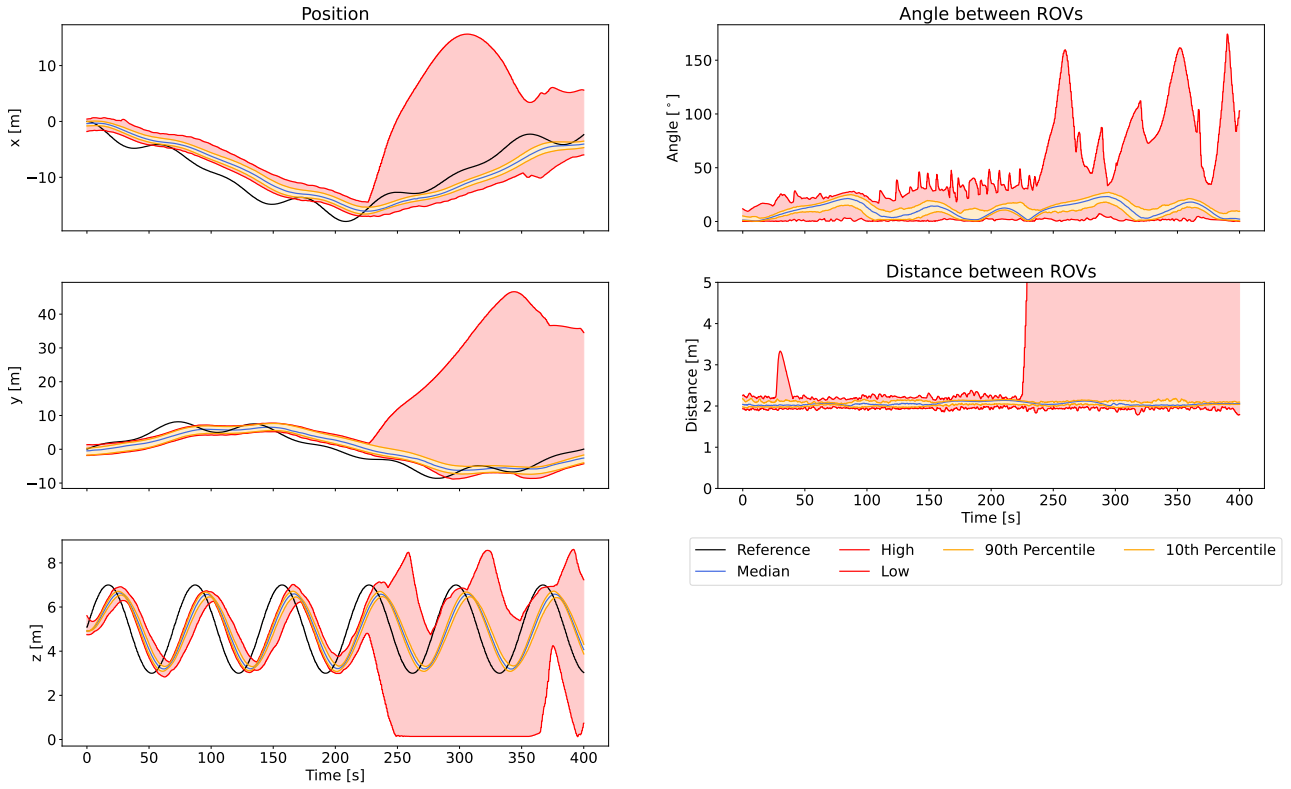 Position
x [m]
10
0
−10
y [m]
40
30
20
10
0
−10
z [m]
8
6
4
2
0
0 50 100 150 200 250 300 350 400
Time [s]
Angle between ROVs
Angle [°]
150
100
50
0
Distance between ROVs
Distance [m]
5
4
3
2
1
0
0 50 100 150 200 250 300 350 400
Time [s]
Reference High 90th Percentile 10th Percentile
Median Low